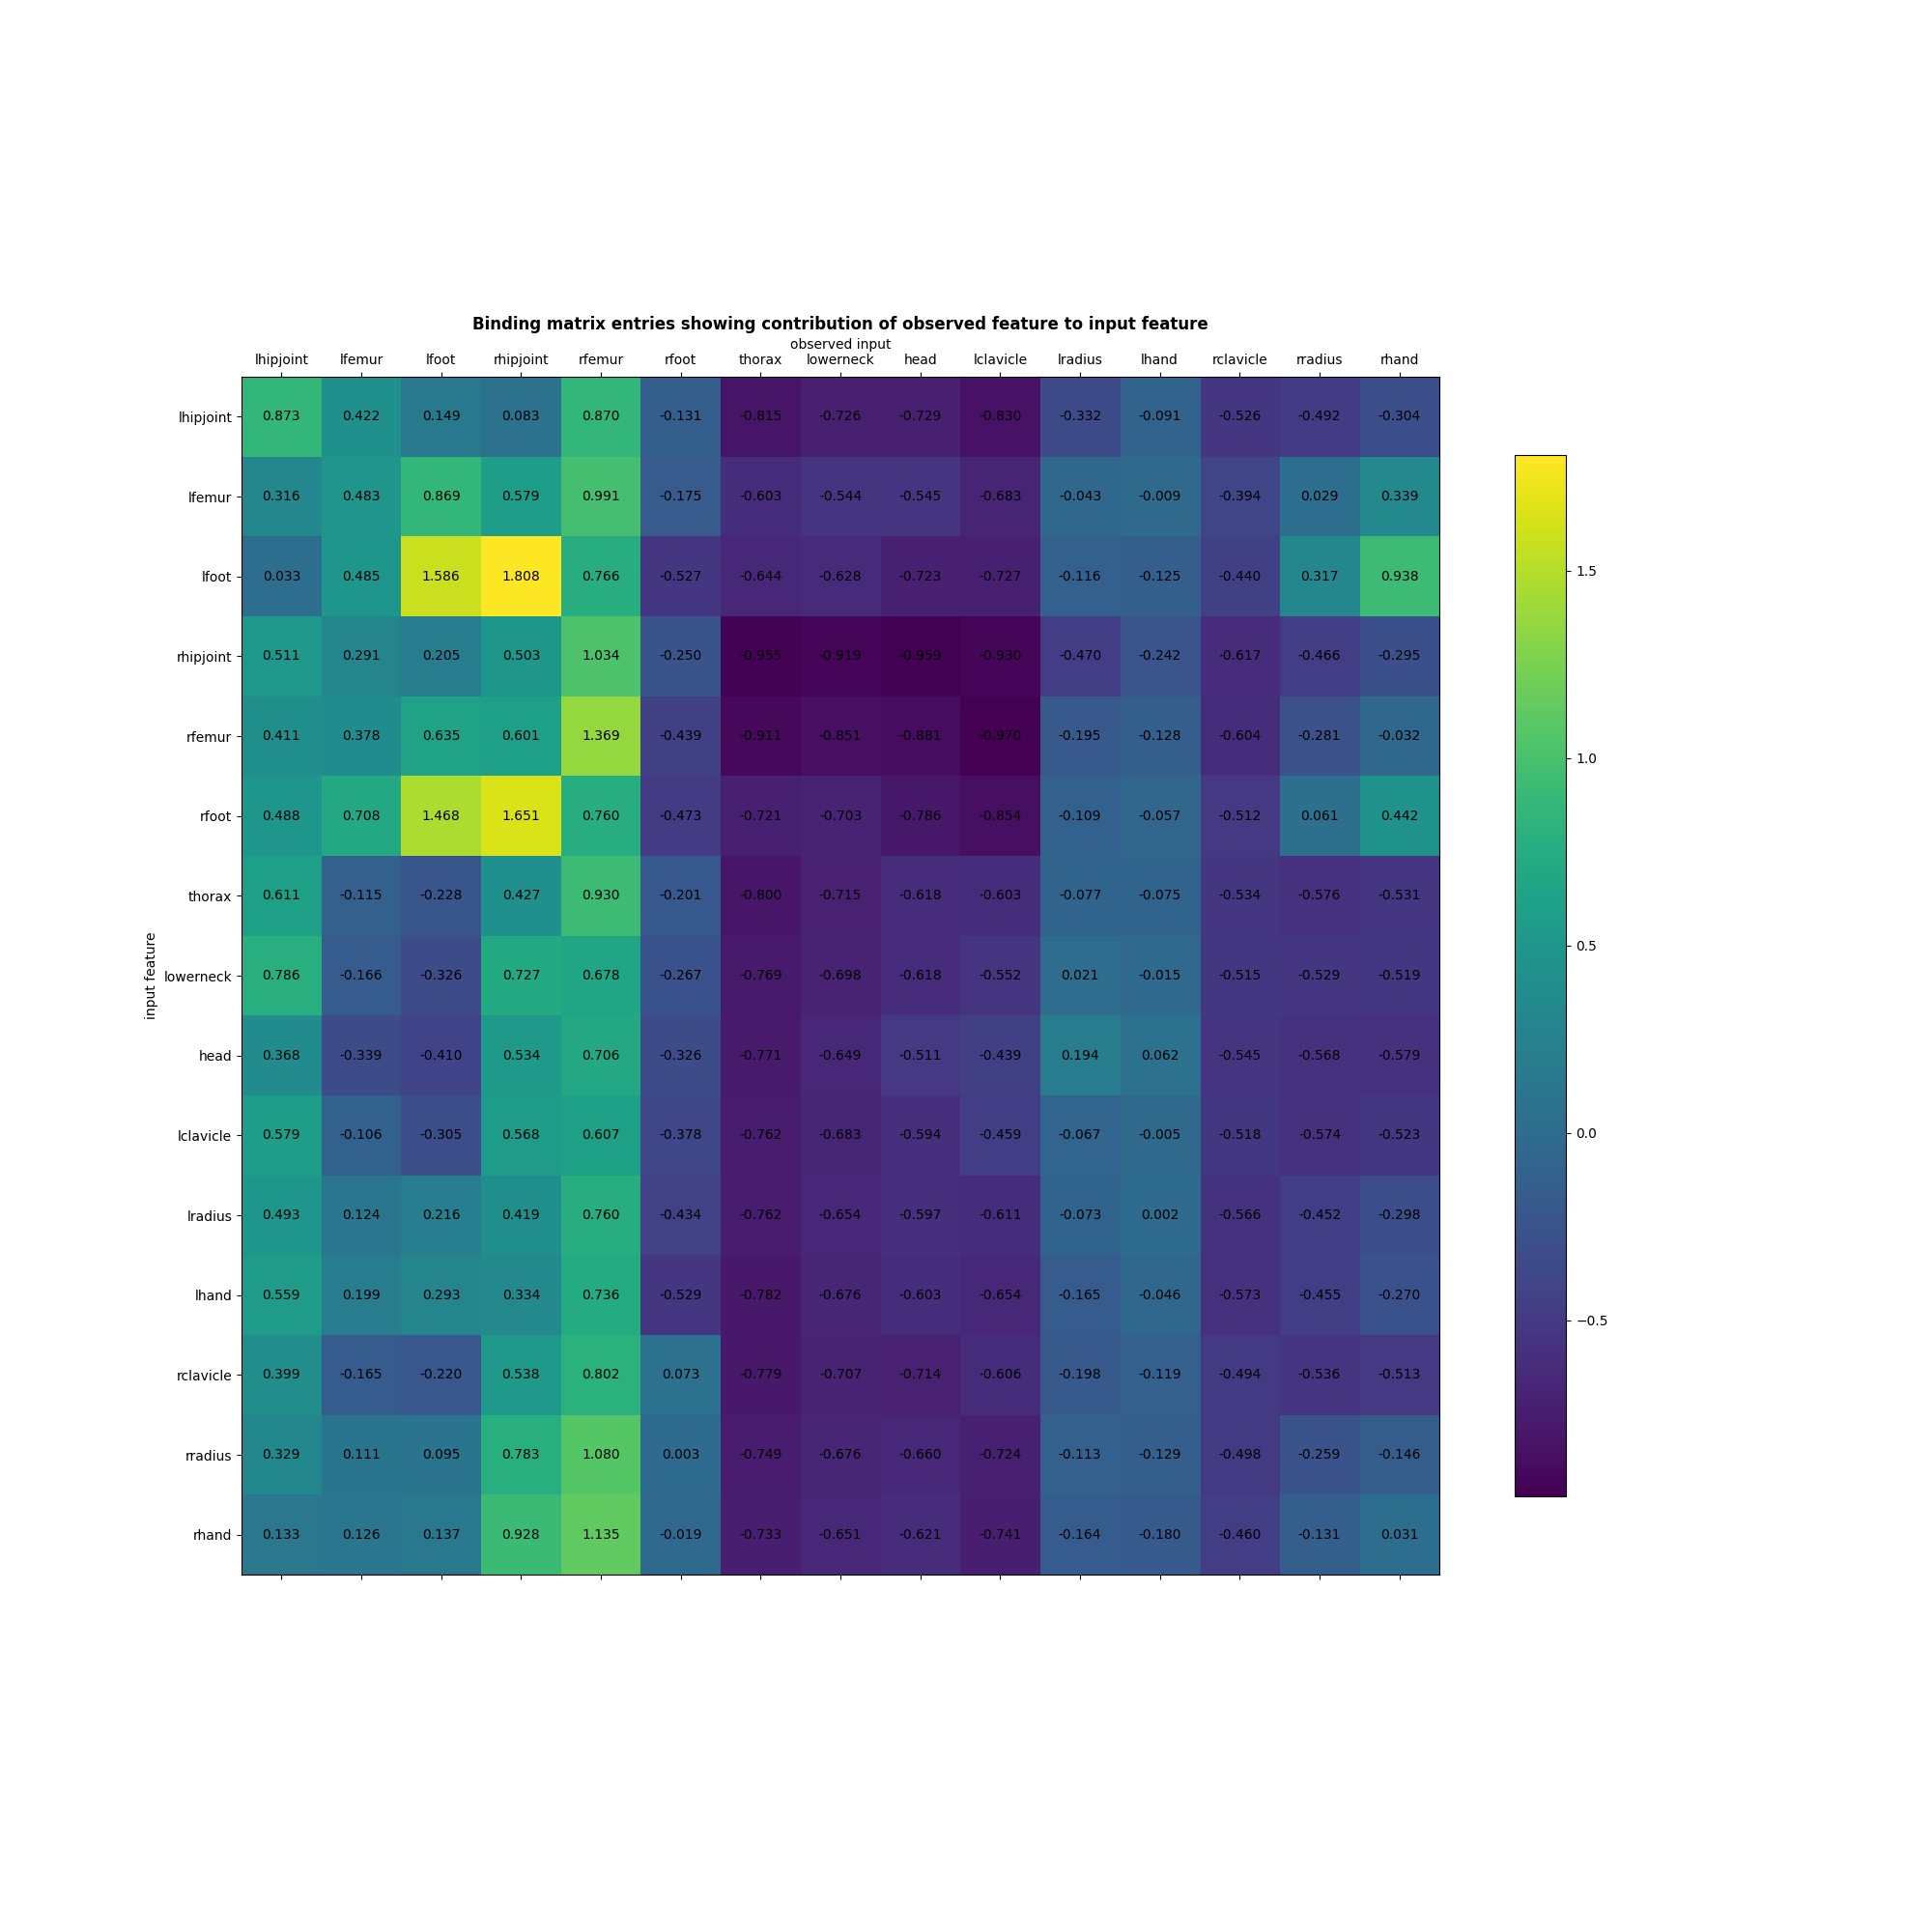 Binding matrix entries showing contribution of observed feature to input feature
observed input
lhipjoint lfemur lfoot rhipjoint rfemur rfoot thorax lowerneck head lclavicle lradius lhand rclavicle rradius rhand
lhipjoint 0.873 0.422 0.149 0.083 0.870 -0.131 -0.815 -0.726 -0.729 -0.830 -0.332 -0.091 -0.526 -0.492 -0.304
lfemur 0.316 0.483 0.869 0.579 0.991 -0.175 -0.603 -0.544 -0.545 -0.683 -0.043 -0.009 -0.394 0.029 0.339
lfoot 0.033 0.485 1.586 1.808 0.766 -0.527 -0.644 -0.628 -0.723 -0.727 -0.116 -0.125 -0.440 0.317 0.938
rhipjoint 0.511 0.291 0.205 0.503 1.034 -0.250 -0.955 -0.919 -0.959 -0.930 -0.470 -0.242 -0.617 -0.466 -0.295
rfemur 0.411 0.378 0.635 0.601 1.369 -0.439 -0.911 -0.851 -0.881 -0.970 -0.195 -0.128 -0.604 -0.281 -0.032
rfoot 0.488 0.708 1.468 1.651 0.760 -0.473 -0.721 -0.703 -0.786 -0.854 -0.109 -0.057 -0.512 0.061 0.442
thorax 0.611 -0.115 -0.228 0.427 0.930 -0.201 -0.800 -0.715 -0.618 -0.603 -0.077 -0.075 -0.534 -0.576 -0.531
lowerneck 0.786 -0.166 -0.326 0.727 0.678 -0.267 -0.769 -0.698 -0.618 -0.552 0.021 -0.015 -0.515 -0.529 -0.519
head 0.368 -0.339 -0.410 0.534 0.706 -0.326 -0.771 -0.649 -0.511 -0.439 0.194 0.062 -0.545 -0.568 -0.579
lclavicle 0.579 -0.106 -0.305 0.568 0.607 -0.378 -0.762 -0.683 -0.594 -0.459 -0.067 -0.005 -0.518 -0.574 -0.523
lradius 0.493 0.124 0.216 0.419 0.760 -0.434 -0.762 -0.654 -0.597 -0.611 -0.073 0.002 -0.566 -0.452 -0.298
lhand 0.559 0.199 0.293 0.334 0.736 -0.529 -0.782 -0.676 -0.603 -0.654 -0.165 -0.046 -0.573 -0.455 -0.270
rclavicle 0.399 -0.165 -0.220 0.538 0.802 0.073 -0.779 -0.707 -0.714 -0.606 -0.198 -0.119 -0.494 -0.536 -0.513
rradius 0.329 0.111 0.095 0.783 1.080 0.003 -0.749 -0.676 -0.660 -0.724 -0.113 -0.129 -0.498 -0.259 -0.146
rhand 0.133 0.126 0.137 0.928 1.135 -0.019 -0.733 -0.651 -0.621 -0.741 -0.164 -0.180 -0.460 -0.131 0.031
input feature
1.5
1.0
0.5
0.0
−0.5